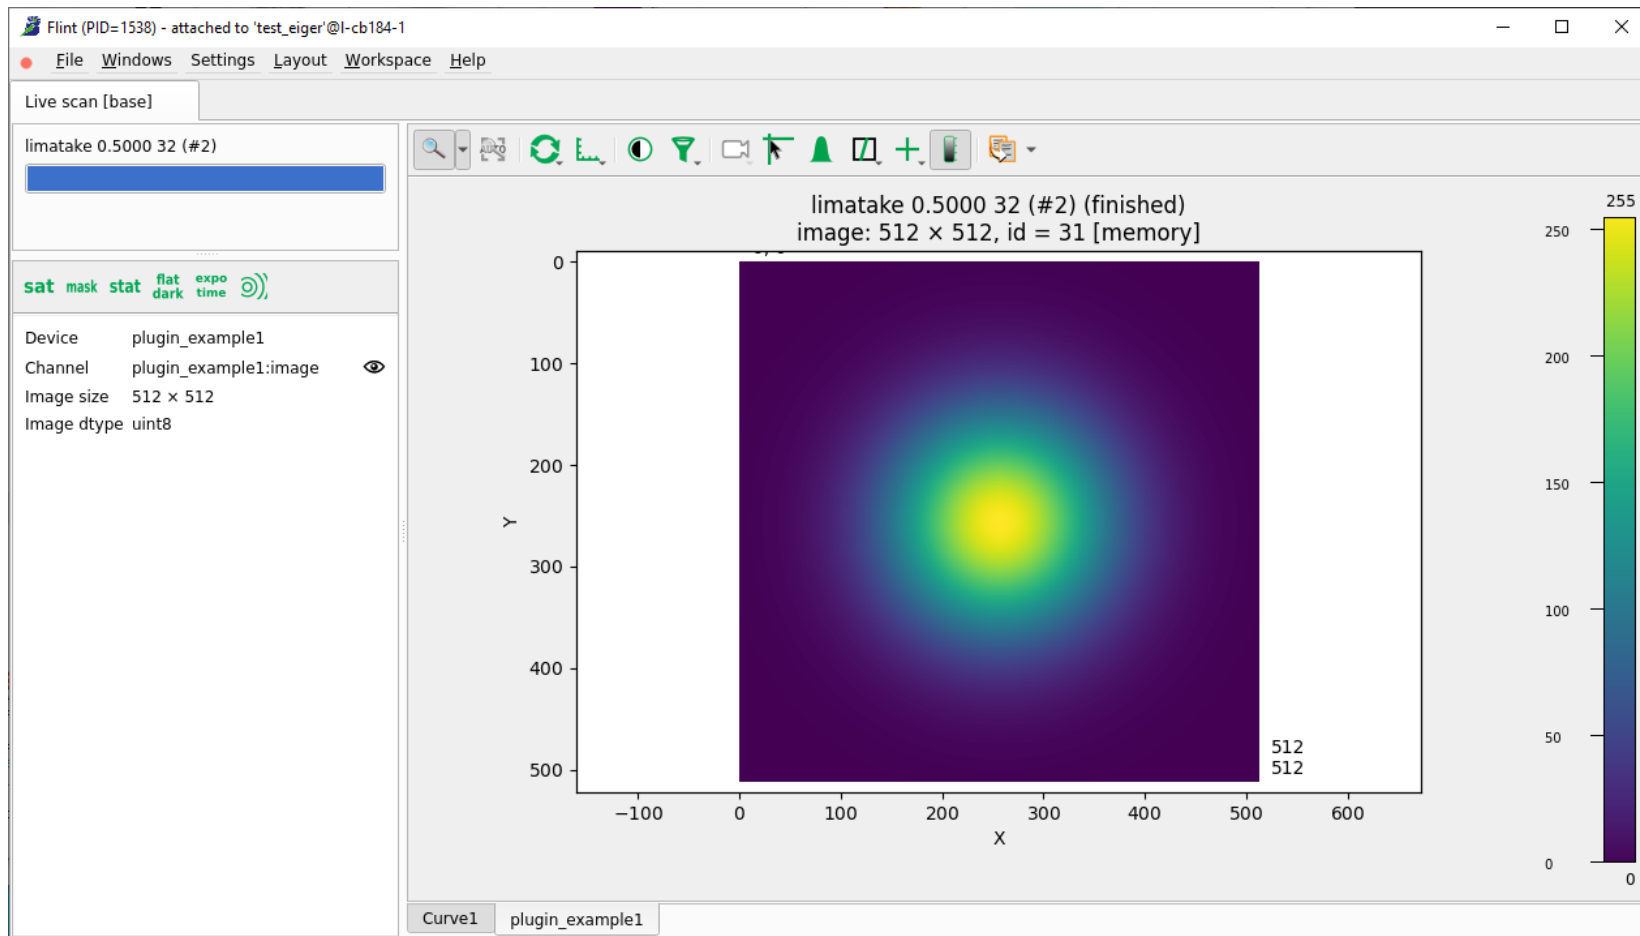 Flint (PID=1538) - attached to 'test_eiger'@l-cb184-1
File Windows Settings Layout Workspace Help
Live scan [base]
limatake 0.5000 32 (#2)
sat mask stat flat dark expo time
Device plugin_example1
Channel plugin_example1:image
Image size 512 × 512
Image dtype uint8
AUTO
limatake 0.5000 32 (#2) (finished)
image: 512 × 512, id = 31 [memory]
0
100
200
300
400
500
Y
−100 0 100 200 300 400 500 600
X
512
512
255
250
200
150
100
50
0
0
Curve1 plugin_example1